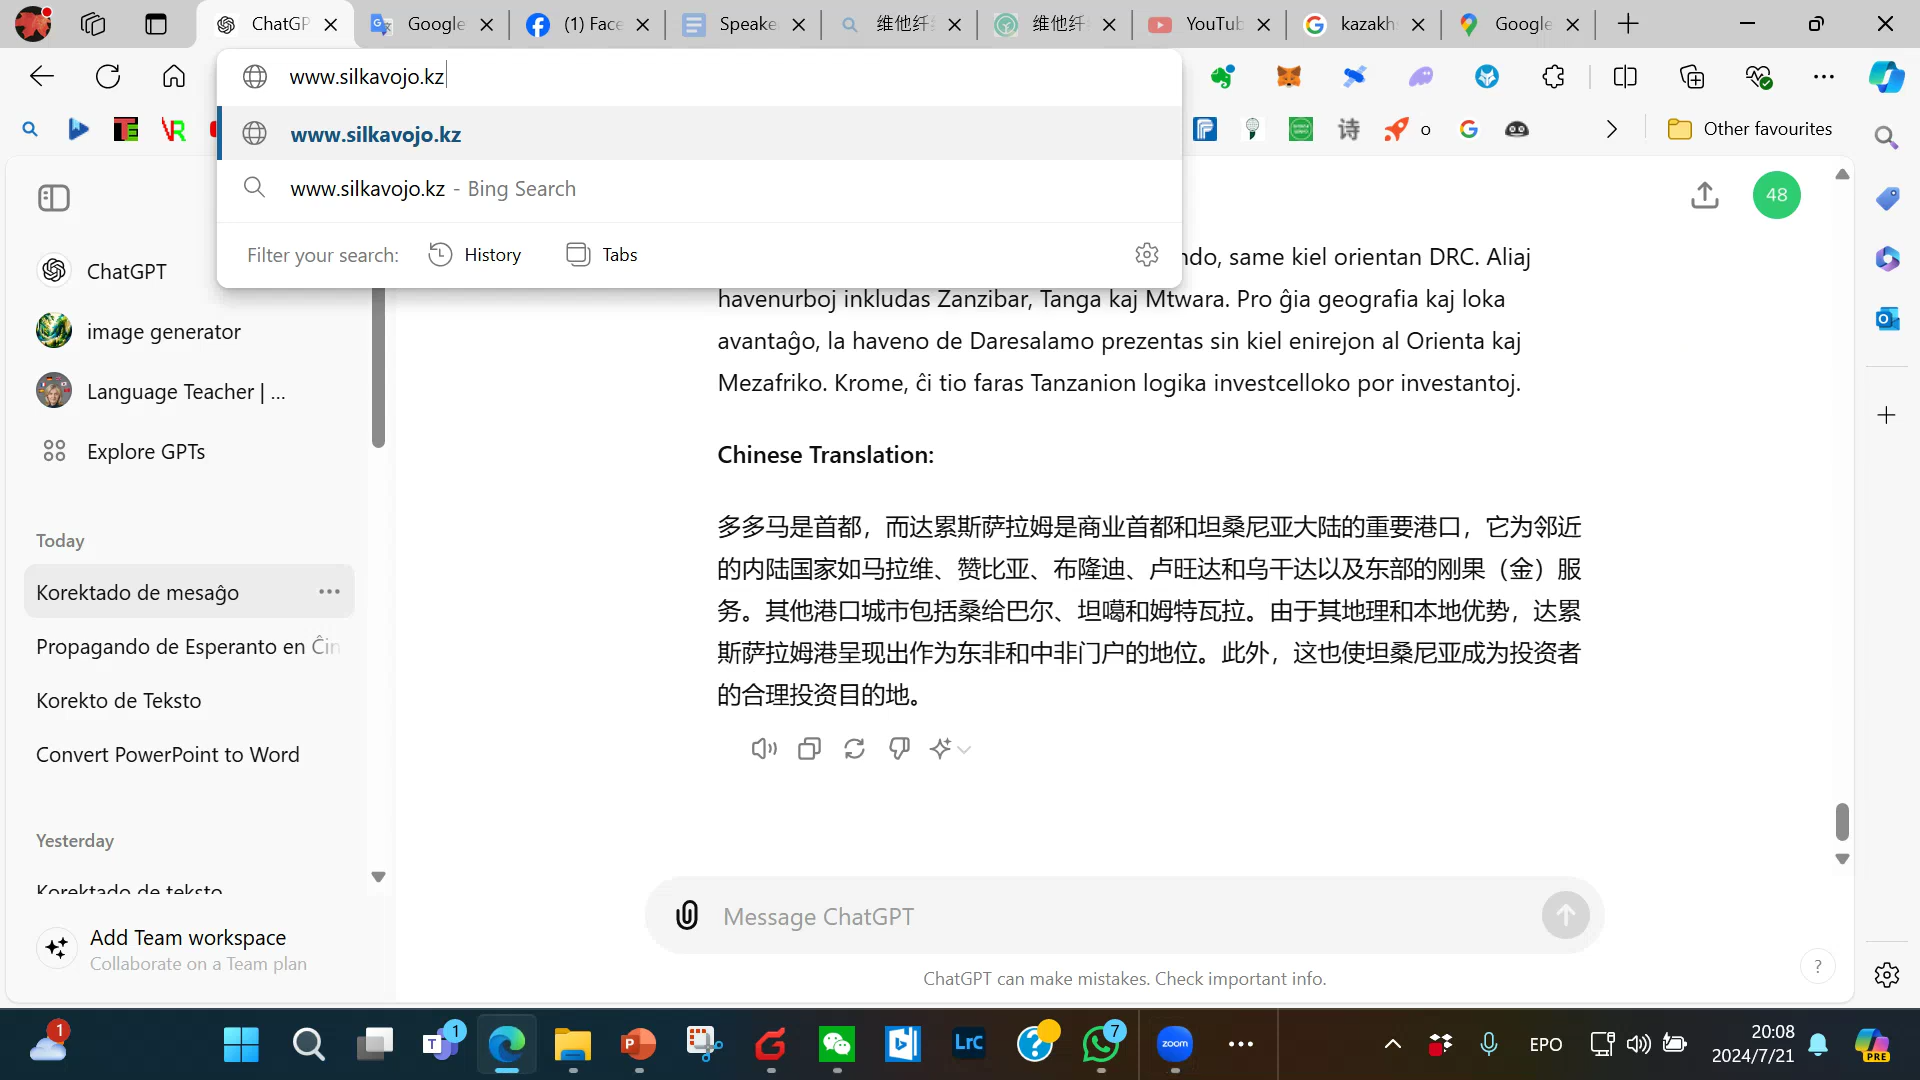 ChatGP
Google
(1) Face
Speake
维他纤
维他纤
YouTub
kazakh
Google
www.silkavojo.kz
www.silkavojo.kz
www.silkavojo.kz - Bing Search
Filter your search:
History
Tabs
o
Other favourites
ChatGPT
image generator
Language Teacher | ...
Explore GPTs
Today
Korektado de mesaĝo
Propagando de Esperanto en Ĉin
Korekto de Teksto
Convert PowerPoint to Word
Yesterday
Korektado de teksto
Add Team workspace
Collaborate on a Team plan
48
ndo, same kiel orientan DRC. Aliaj
havenurboj inkludas Zanzibar, Tanga kaj Mtwara. Pro ĝia geografia kaj loka
avantaĝo, la haveno de Daresalamo prezentas sin kiel enirejon al Orienta kaj
Mezafriko. Krome, ĉi tio faras Tanzanion logika investcelloko por investantoj.
Chinese Translation:
多多马是首都，而达累斯萨拉姆是商业首都和坦桑尼亚大陆的重要港口，它为邻近
的内陆国家如马拉维、赞比亚、布隆迪、卢旺达和乌干达以及东部的刚果（金）服
务。其他港口城市包括桑给巴尔、坦噶和姆特瓦拉。由于其地理和本地优势，达累
斯萨拉姆港呈现出作为东非和中非门户的地位。此外，这也使坦桑尼亚成为投资者
的合理投资目的地。
Message ChatGPT
ChatGPT can make mistakes. Check important info.
?
1
1
LrC
7
zoom
EPO
20:08
2024/7/21
PRE